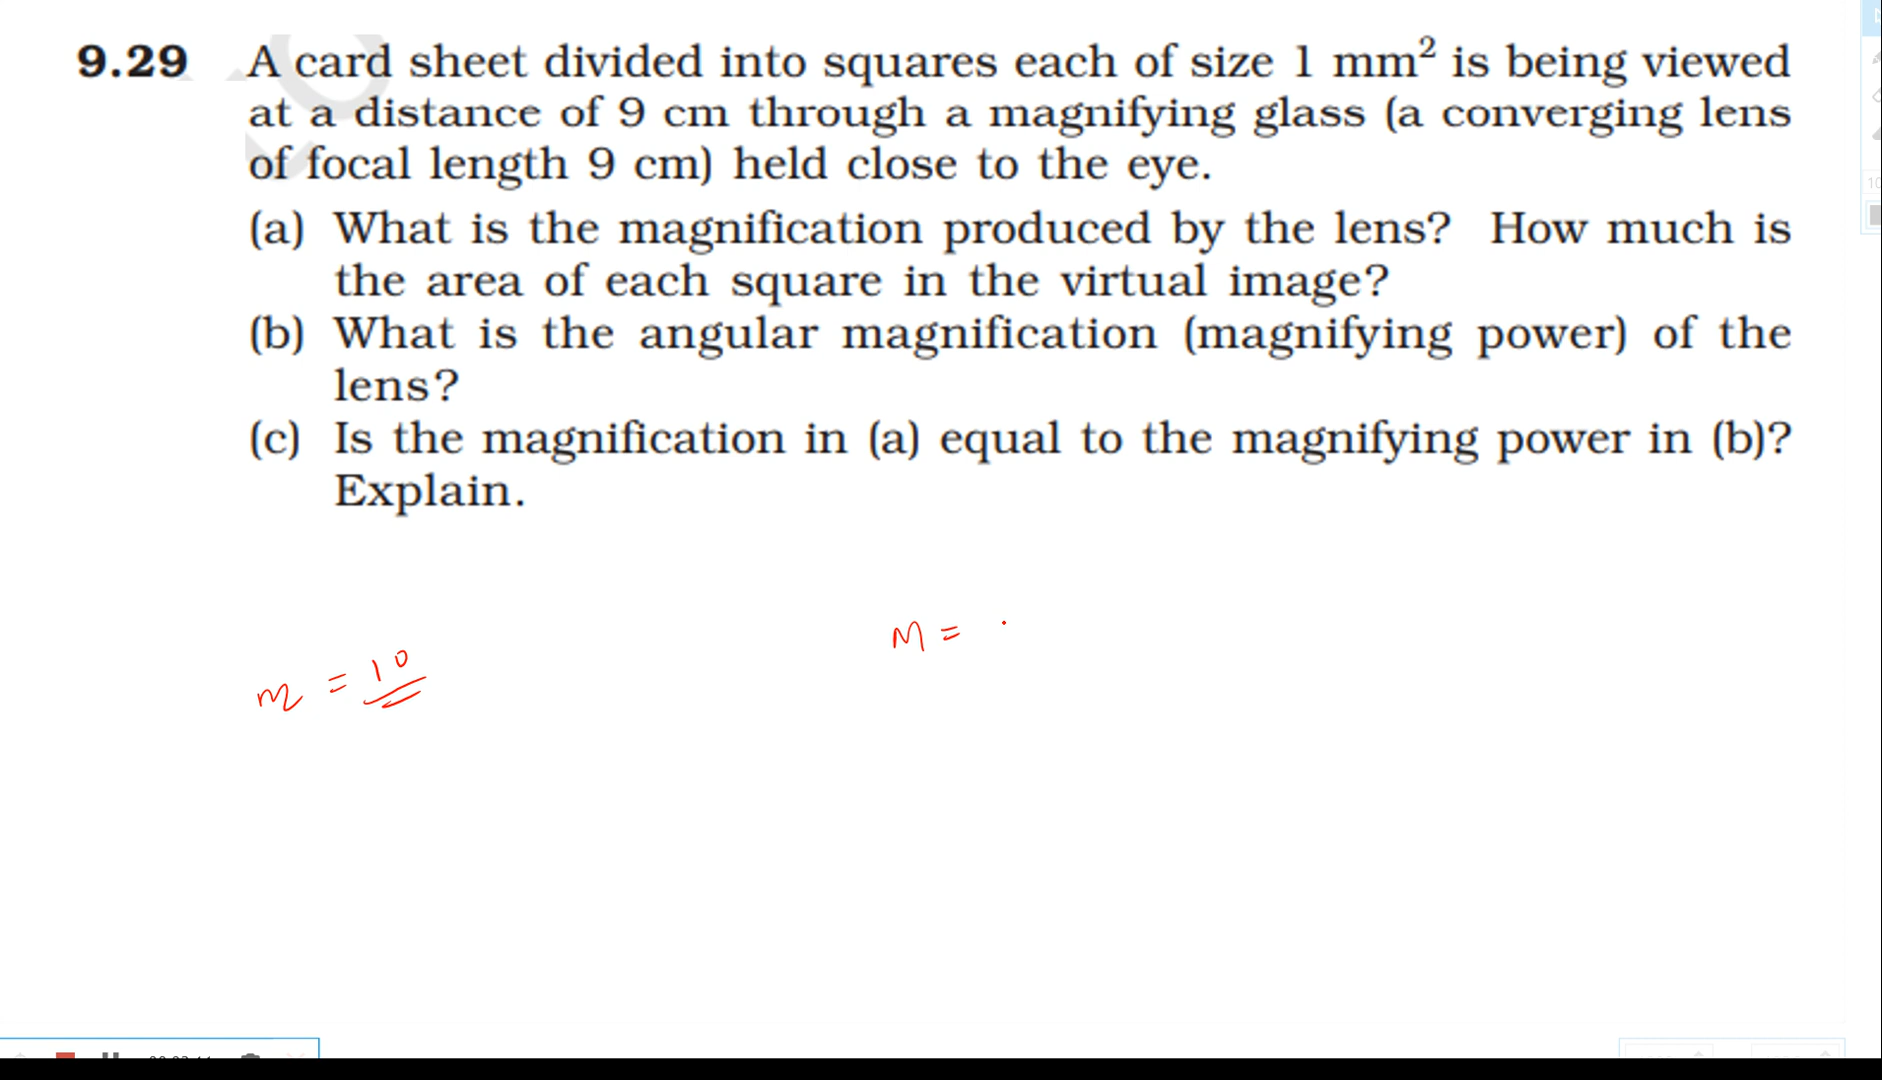 9.29 A card sheet divided into squares each of size 1 mm² is being viewed
at a distance of 9 cm through a magnifying glass (a converging lens
of focal length 9 cm) held close to the eye.
(a) What is the magnification produced by the lens? How much is
the area of each square in the virtual image?
(b) What is the angular magnification (magnifying power) of the
lens?
(c) Is the magnification in (a) equal to the magnifying power in (b)?
Explain.
M =
m = 10